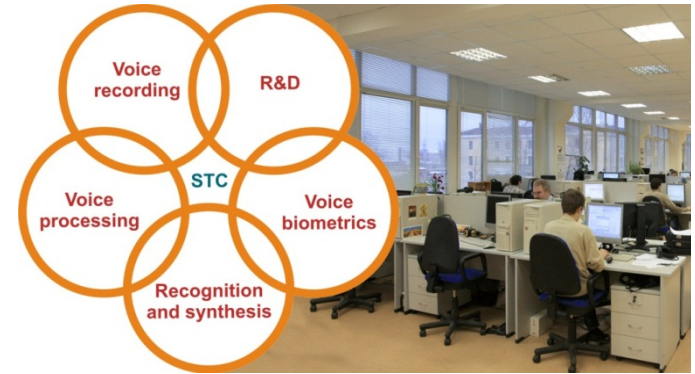 Voice
recording
R&D
STC
Voice
processing
Voice
biometrics
Recognition
and synthesis